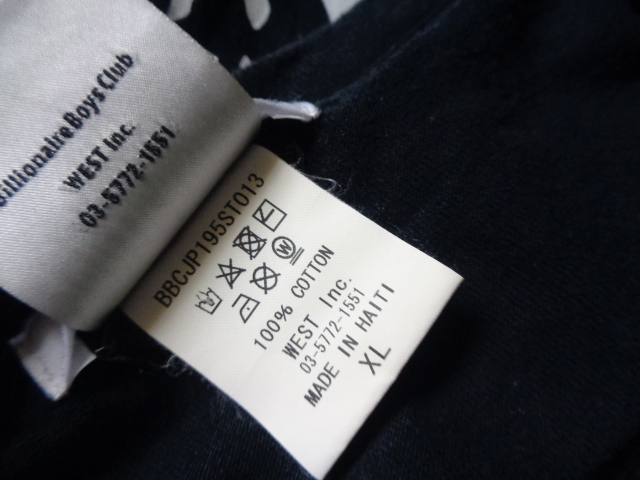 Billionaire Boys Club
WEST Inc.
03-5772-1551
BBCJP195ST013
W
100% COTTON
WEST Inc.
03-5772-1551
MADE IN HAITI
XL